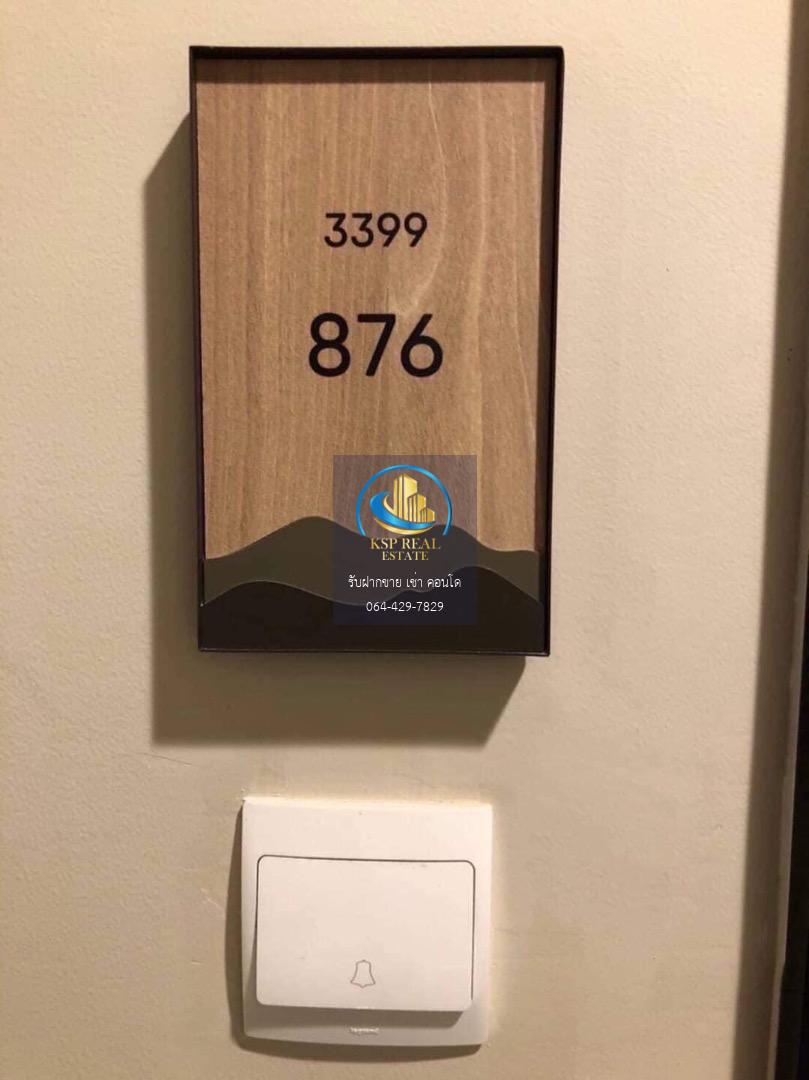 3399
876
KSP REAL
ESTATE
รับฝากขาย เช่า คอนโด
064-429-7829
legrand